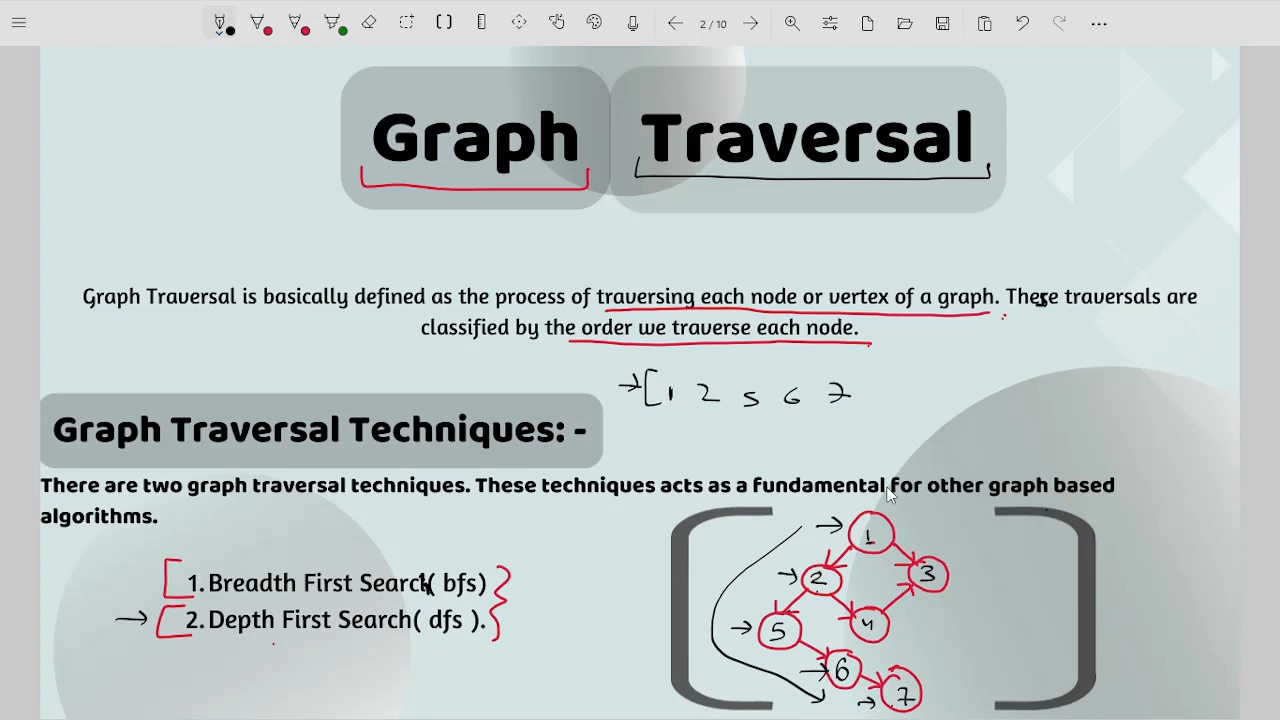 2 / 10
Graph Traversal
Graph Traversal is basically defined as the process of traversing each node or vertex of a graph. These traversals are
classified by the order we traverse each node.
→[1 2 5 6 7
Graph Traversal Techniques: -
There are two graph traversal techniques. These techniques acts as a fundamental for other graph based
algorithms.
1. Breadth First Search( bfs)
2. Depth First Search( dfs ).
1
2 3
5 4
6
7